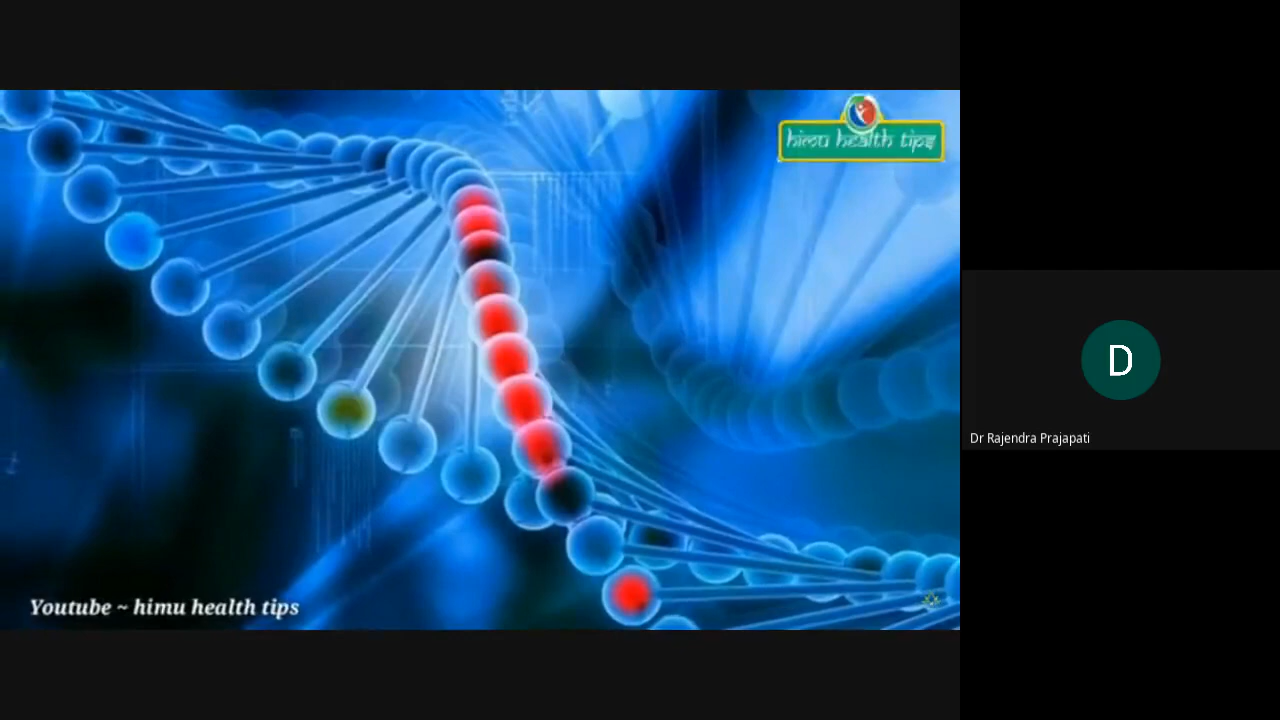 himu health tips
D
Dr Rajendra Prajapati
Youtube ~ himu health tips